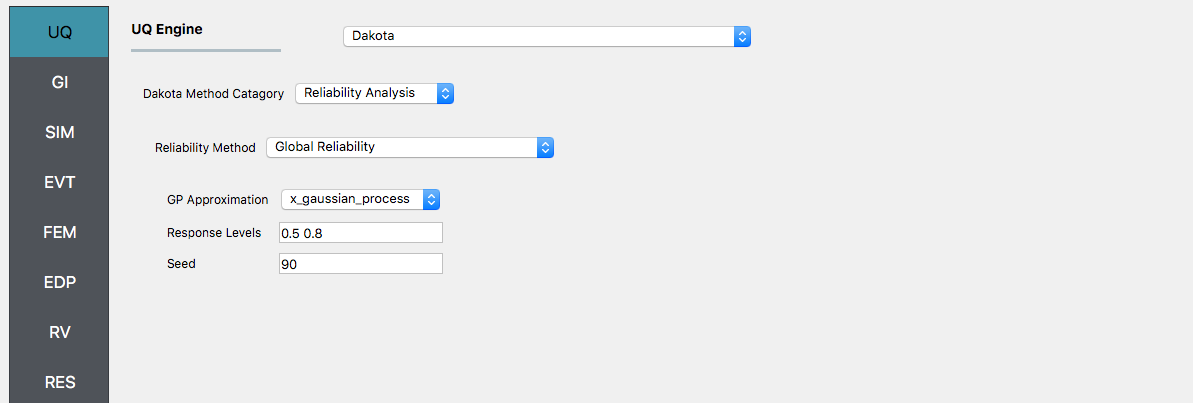 UQ
GI
SIM
EVT
FEM
EDP
RV
RES
UQ Engine
Dakota
Dakota Method Catagory
Reliability Analysis
Reliability Method
Global Reliability
GP Approximation
x_gaussian_process
Response Levels
0.5 0.8
Seed
90